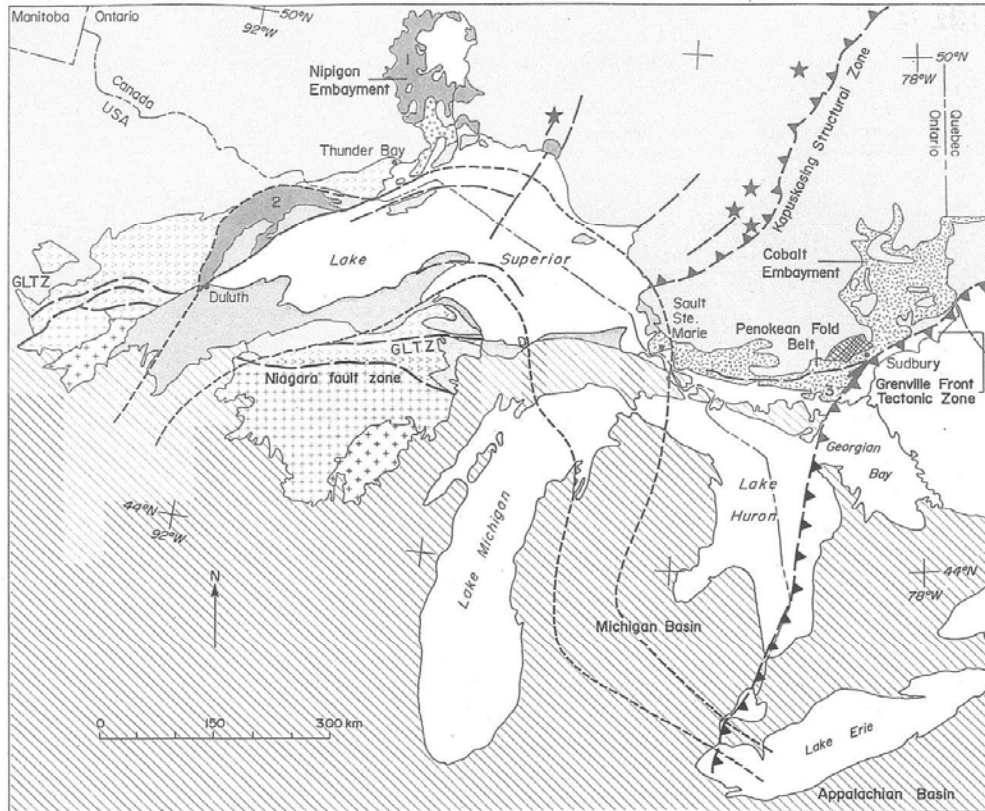 Manitoba
Ontario
50°N
92°W
Canada
USA
Nipigon
Embayment
1
Thunder Bay
2
GLTZ
Duluth
Lake Superior
Kapuskasing Structural Zone
50°N
78°W
Quebec
Ontario
Cobalt
Embayment
Sault
Ste.
Marie
Penokean Fold
Belt
Sudbury
3
Grenville Front
Tectonic Zone
GLTZ
Niagara fault zone
Georgian
Bay
Lake
Huron
44°N
92°W
Lake Michigan
44°N
78°W
N
Michigan Basin
0 150 300 km
Lake Erie
Appalachian Basin